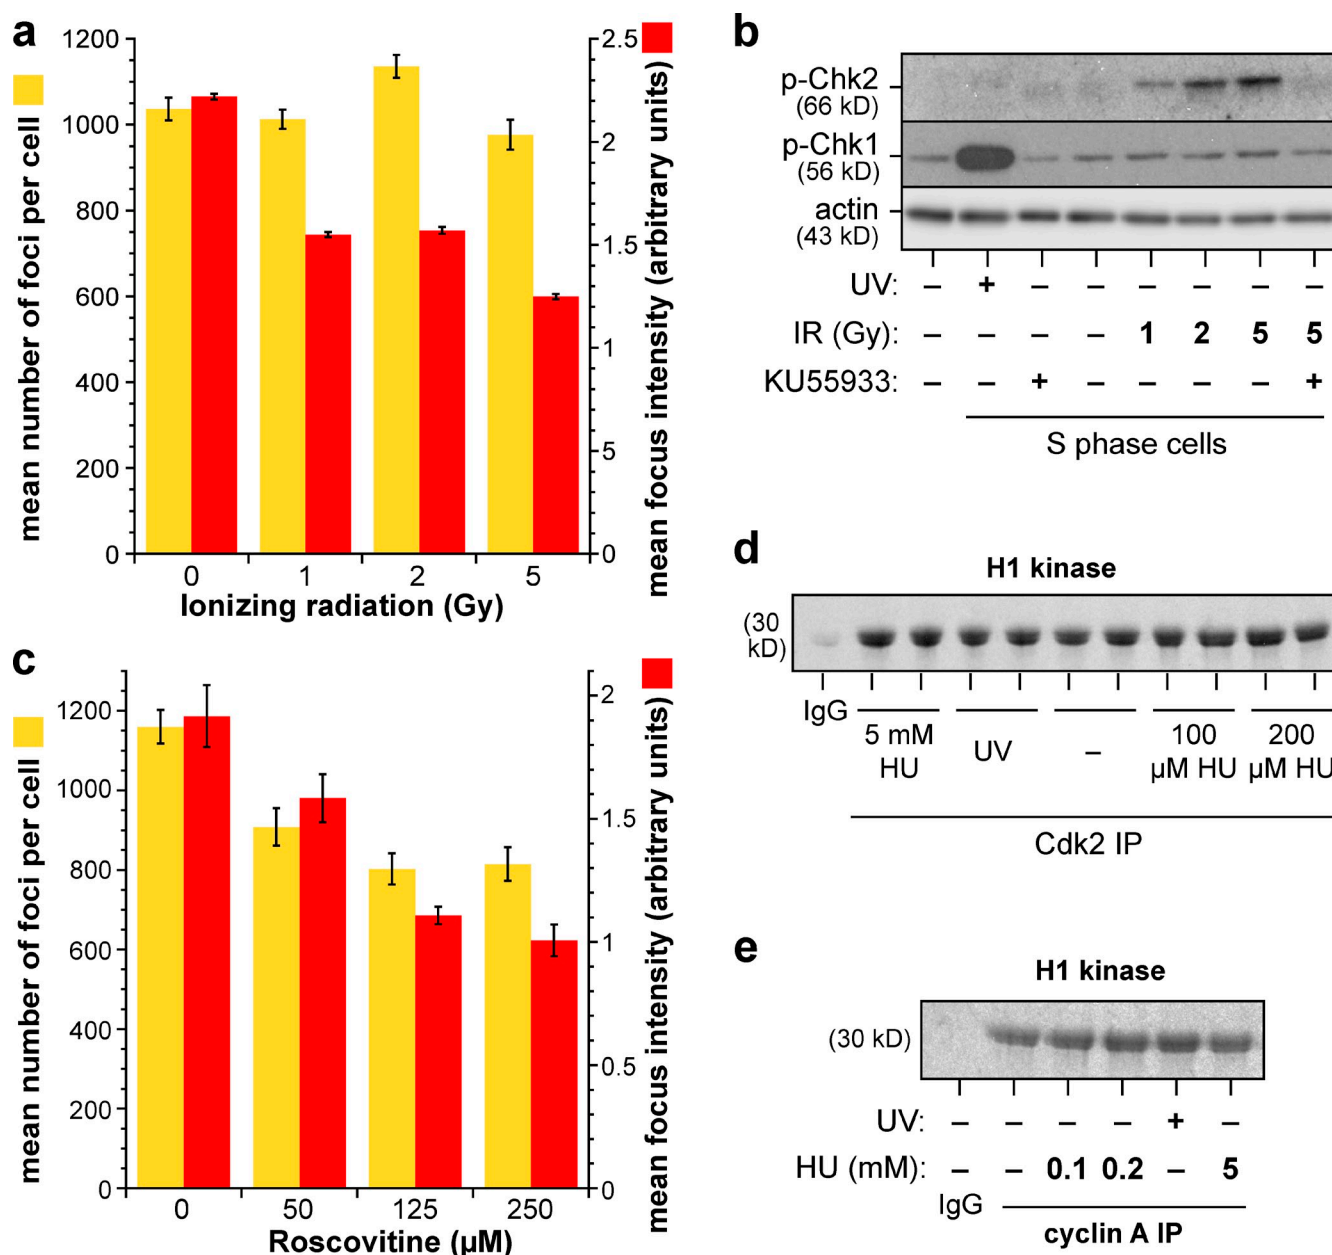 a
mean number of foci per cell
1200
1000
800
600
400
200
0
2.5
2
1.5
1
5
0
mean focus intensity (arbitrary units)
0 1 2 5
Ionizing radiation (Gy)
b
p-Chk2
(66 kD)
p-Chk1
(56 kD)
actin
(43 kD)
UV: – + – – – – – –
IR (Gy): – – – – 1 2 5 5
KU55933: – – + – – – – +
S phase cells
c
mean number of foci per cell
1200
1000
800
600
400
200
0
2
1.5
1
0.5
0
mean focus intensity (arbitrary units)
0 50 125 250
Roscovitine (µM)
d
H1 kinase
(30
kD)
IgG
5 mM
HU
UV
–
100
µM HU
200
µM HU
Cdk2 IP
e
H1 kinase
(30 kD)
UV: – – – – + –
HU (mM): – – 0.1 0.2 – 5
IgG
cyclin A IP